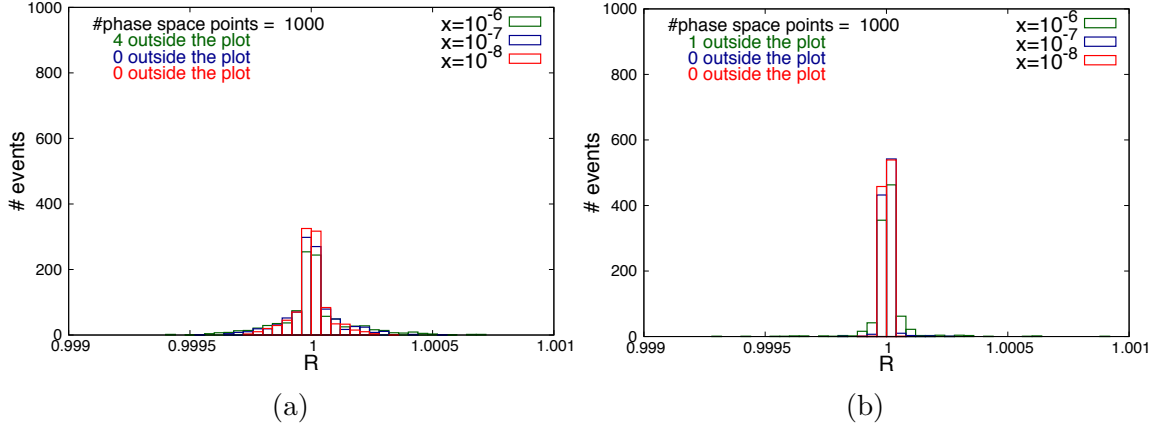 #phase space points = 1000
4 outside the plot
0 outside the plot
0 outside the plot
x=10^-6
x=10^-7
x=10^-8
1000
800
600
400
200
0
# events
0.999
0.9995
1
1.0005
1.001
R
(a)
#phase space points = 1000
1 outside the plot
0 outside the plot
0 outside the plot
x=10^-6
x=10^-7
x=10^-8
1000
800
600
400
200
0
# events
0.999
0.9995
1
1.0005
1.001
R
(b)